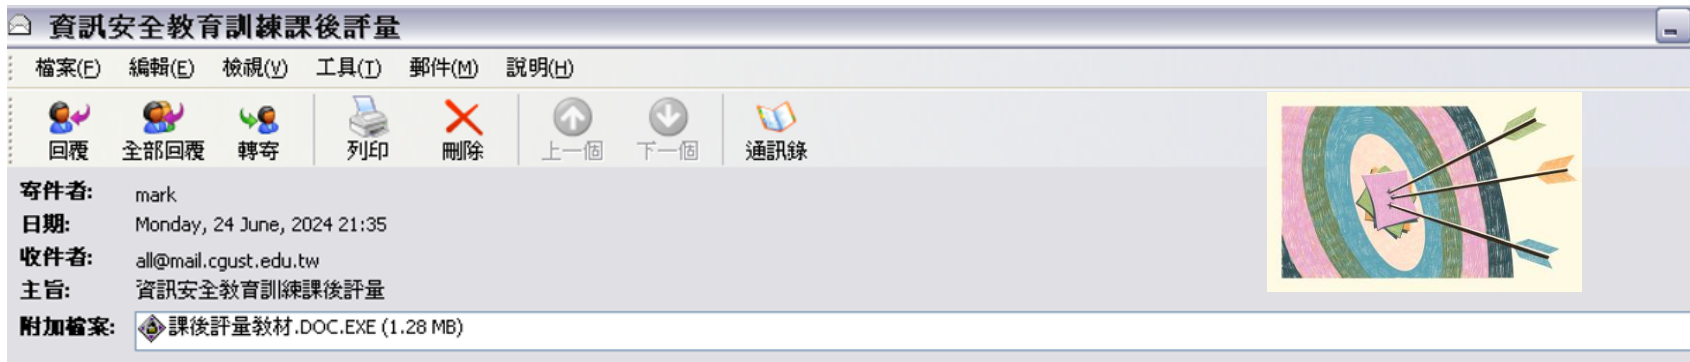 資訊安全教育訓練課後評量
檔案(F) 編輯(E) 檢視(V) 工具(T) 郵件(M) 說明(H)
回覆 全部回覆 轉寄 列印 刪除 上一個 下一個 通訊錄
寄件者: mark
日期: Monday, 24 June, 2024 21:35
收件者: all@mail.cgust.edu.tw
主旨: 資訊安全教育訓練課後評量
附加檔案: 課後評量教材.DOC.EXE (1.28 MB)